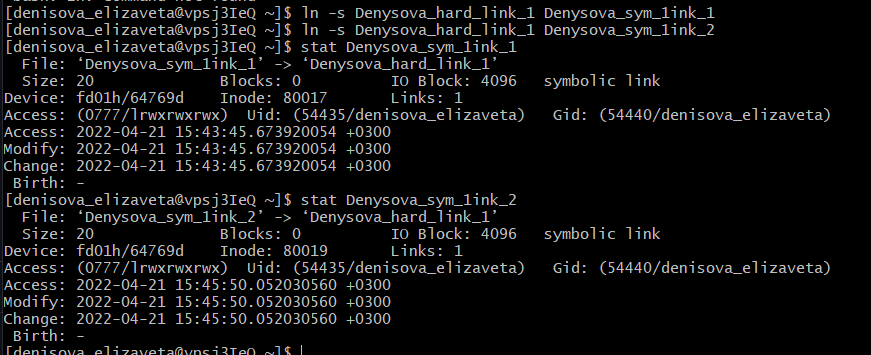 [denisova_elizaveta@vpsj3IeQ ~]$ ln -s Denysova_hard_link_1 Denysova_sym_1ink_1
[denisova_elizaveta@vpsj3IeQ ~]$ ln -s Denysova_hard_link_1 Denysova_sym_1ink_2
[denisova_elizaveta@vpsj3IeQ ~]$ stat Denysova_sym_1ink_1
  File: ‘Denysova_sym_1ink_1’ -> ‘Denysova_hard_link_1’
  Size: 20              Blocks: 0          IO Block: 4096   symbolic link
Device: fd01h/64769d    Inode: 80017       Links: 1
Access: (0777/lrwxrwxrwx)  Uid: (54435/denisova_elizaveta)   Gid: (54440/denisova_elizaveta)
Access: 2022-04-21 15:43:45.673920054 +0300
Modify: 2022-04-21 15:43:45.673920054 +0300
Change: 2022-04-21 15:43:45.673920054 +0300
 Birth: -
[denisova_elizaveta@vpsj3IeQ ~]$ stat Denysova_sym_1ink_2
  File: ‘Denysova_sym_1ink_2’ -> ‘Denysova_hard_link_1’
  Size: 20              Blocks: 0          IO Block: 4096   symbolic link
Device: fd01h/64769d    Inode: 80019       Links: 1
Access: (0777/lrwxrwxrwx)  Uid: (54435/denisova_elizaveta)   Gid: (54440/denisova_elizaveta)
Access: 2022-04-21 15:45:50.052030560 +0300
Modify: 2022-04-21 15:45:50.052030560 +0300
Change: 2022-04-21 15:45:50.052030560 +0300
 Birth: -
[denisova_elizaveta@vpsj3IeQ ~]$